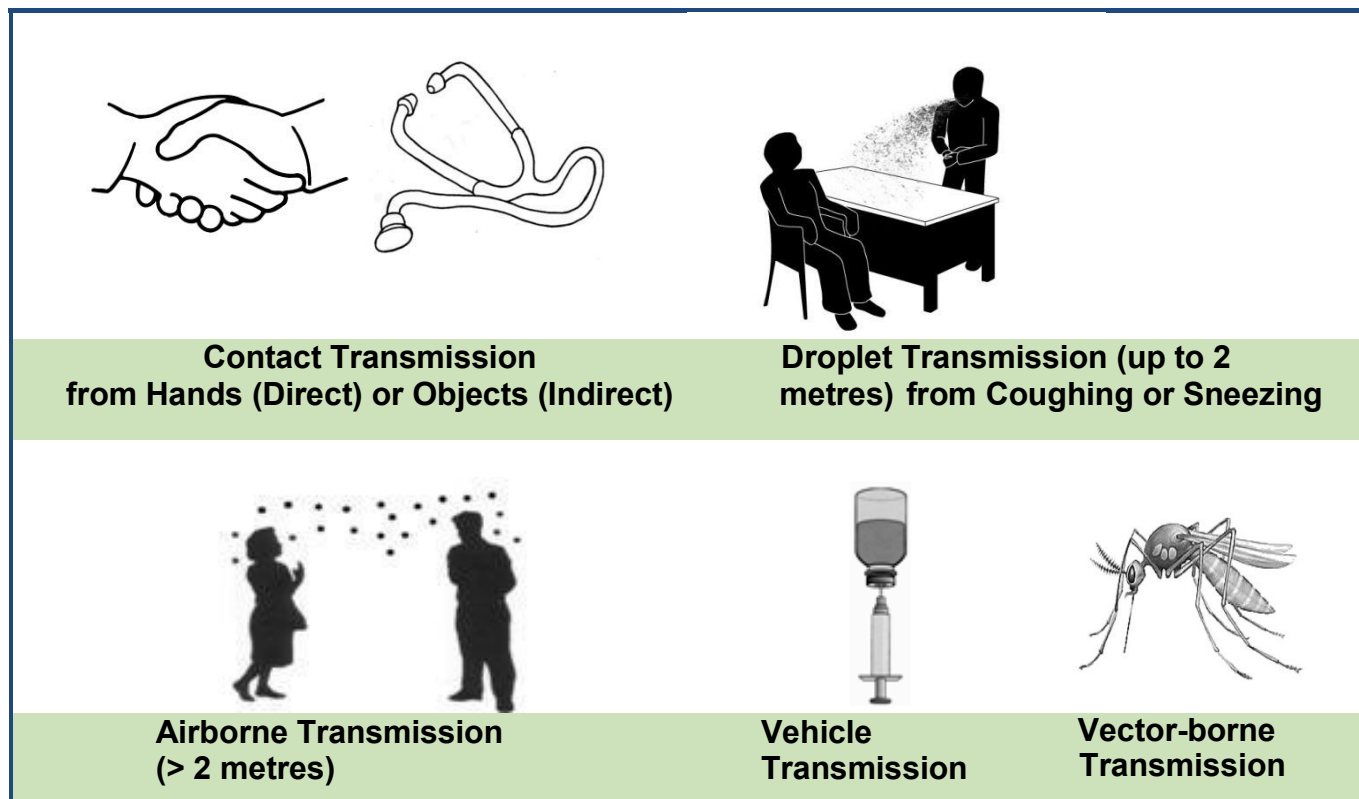 Contact Transmission
from Hands (Direct) or Objects (Indirect)
Droplet Transmission (up to 2
metres) from Coughing or Sneezing
Airborne Transmission
(> 2 metres)
Vehicle
Transmission
Vector-borne
Transmission